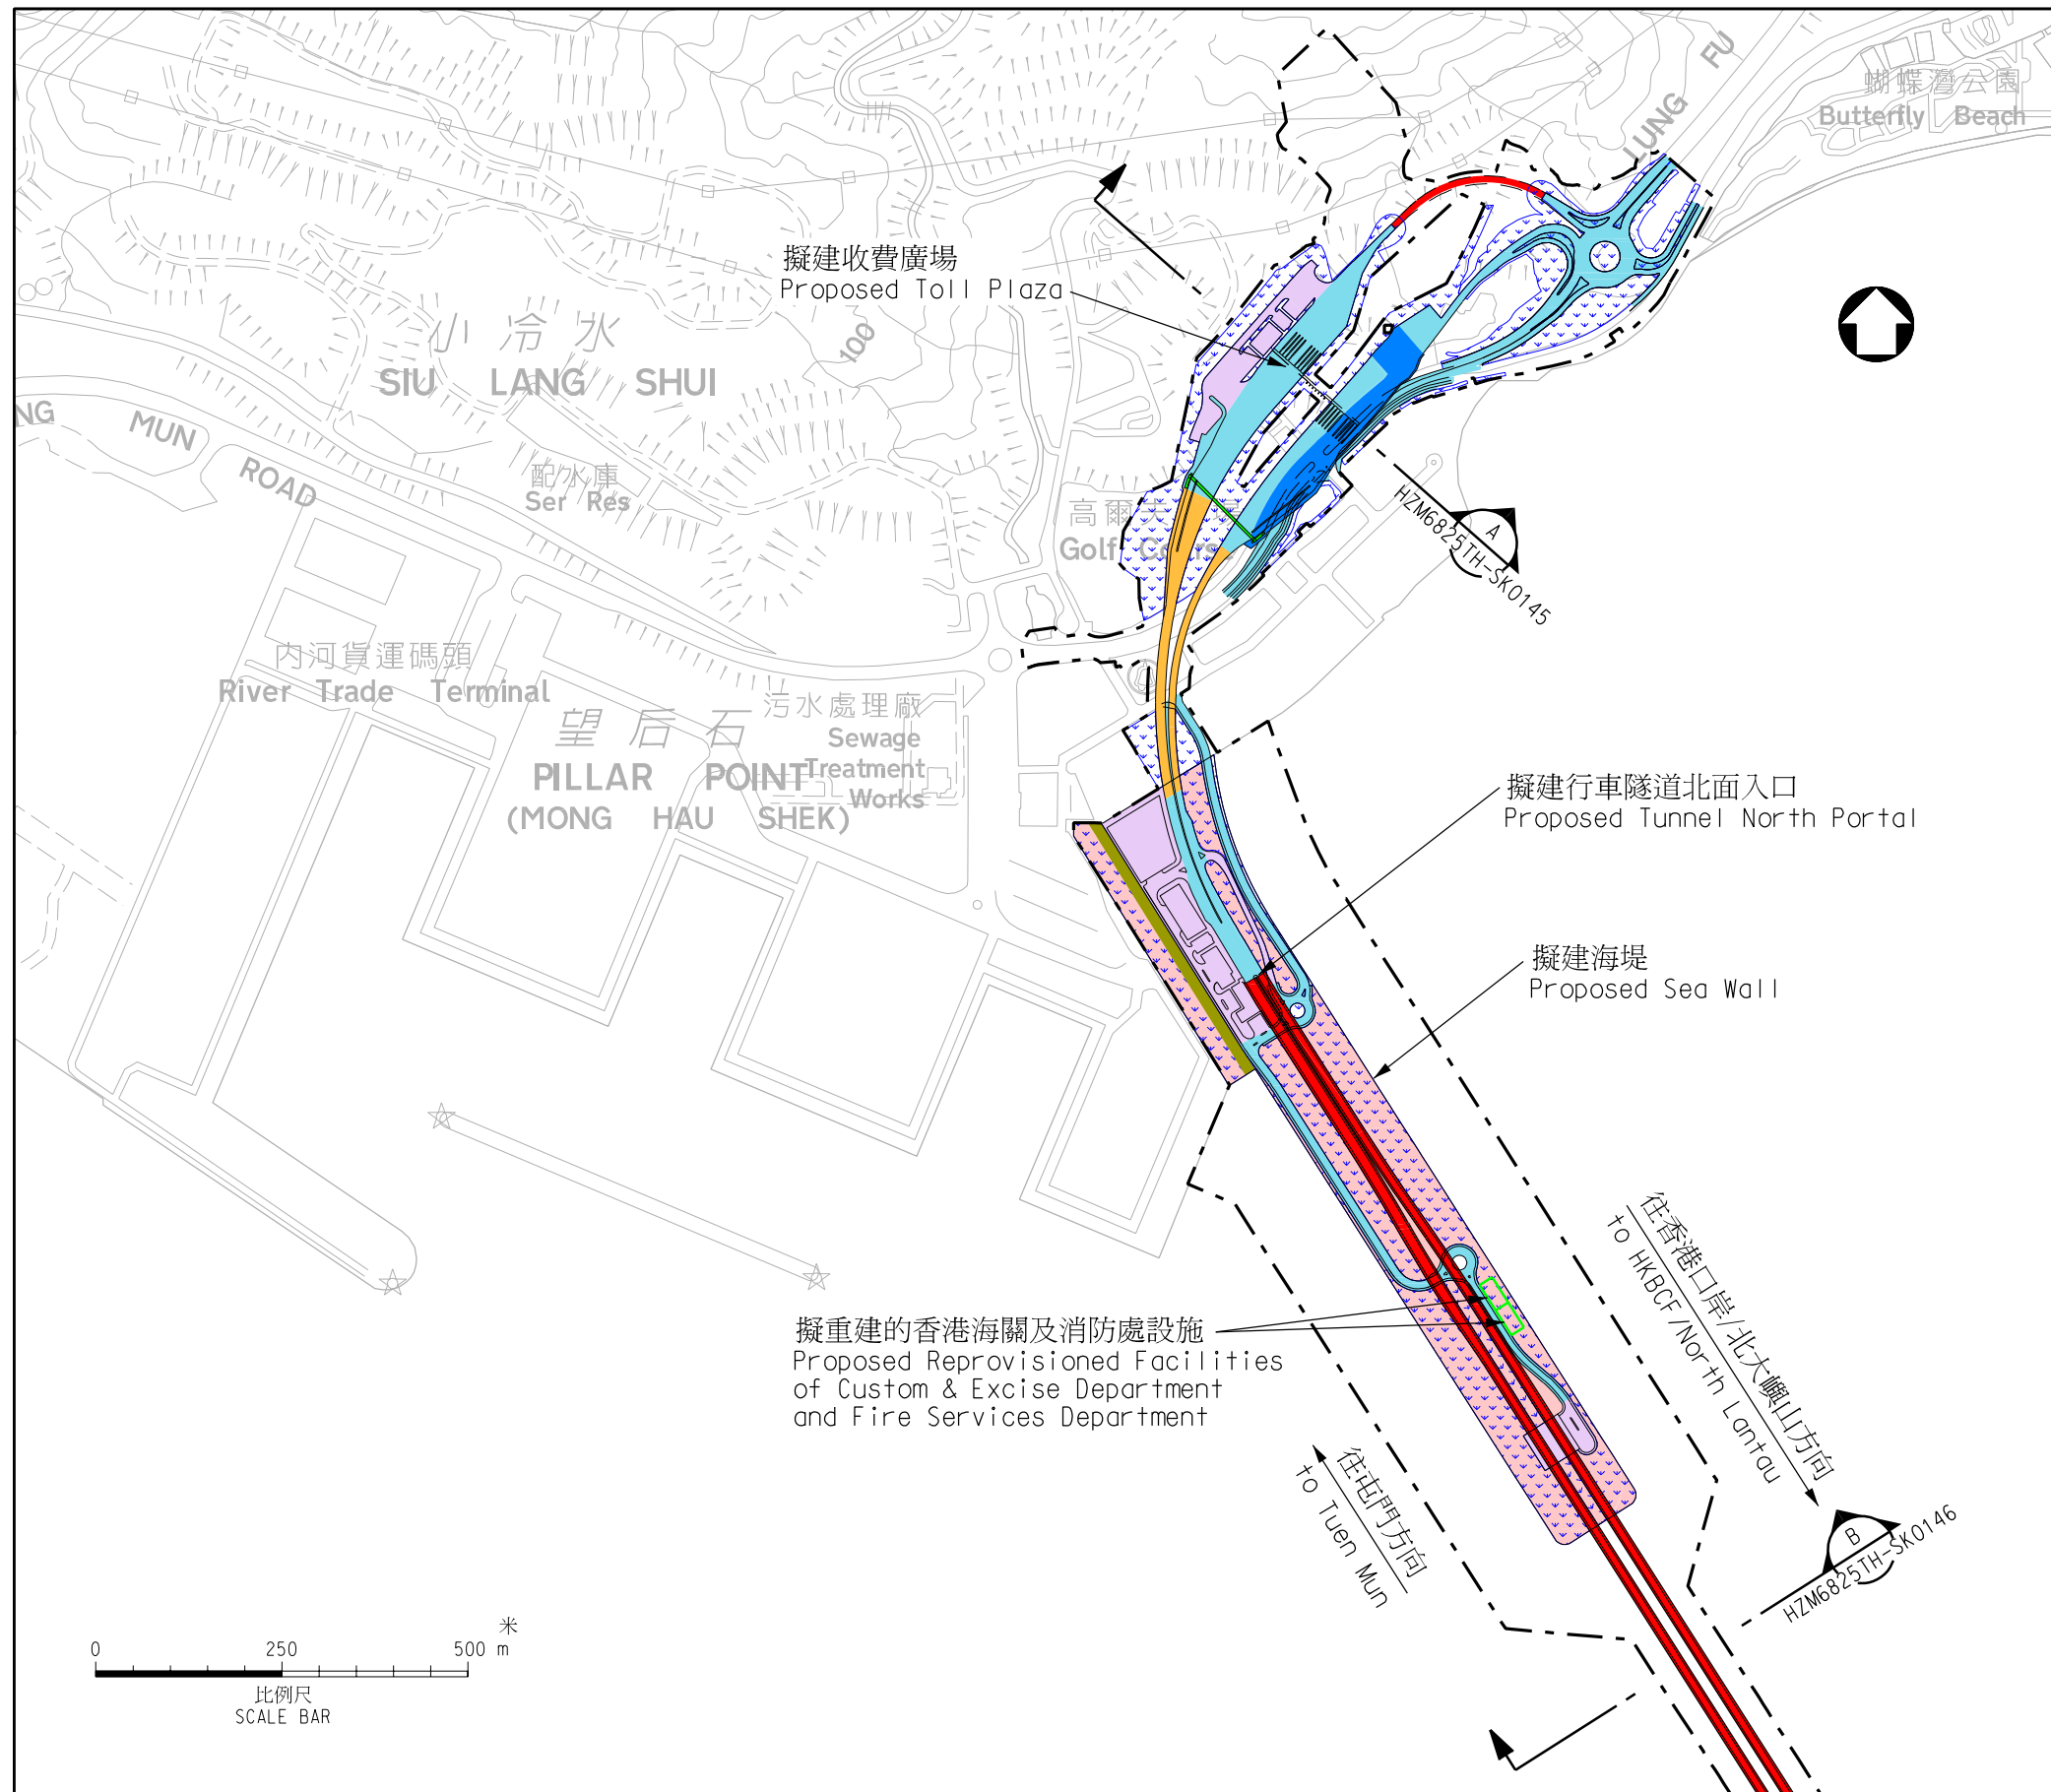 蝴蝶灣公園
Butterfly Beach
LUNG FU
擬建收費廣場
Proposed Toll Plaza
小冷水
SIU LANG SHUI
100
NG MUN ROAD
配水庫
Ser Res
高爾夫
Golf Course
A
HZM6825TH-SK0145
內河貨運碼頭
River Trade Terminal
望后石
PILLAR POINT
(MONG HAU SHEK)
污水處理廠
Sewage
Treatment
Works
擬建行車隧道北面入口
Proposed Tunnel North Portal
擬建海堤
Proposed Sea Wall
往香港口岸/北大嶼山方向
to HKBCF/North Lantau
擬重建的香港海關及消防處設施
Proposed Reprovisioned Facilities
of Custom & Excise Department
and Fire Services Department
往屯門方向
to Tuen Mun
B
HZM6825TH-SK0146
米
0 250 500 m
比例尺
SCALE BAR